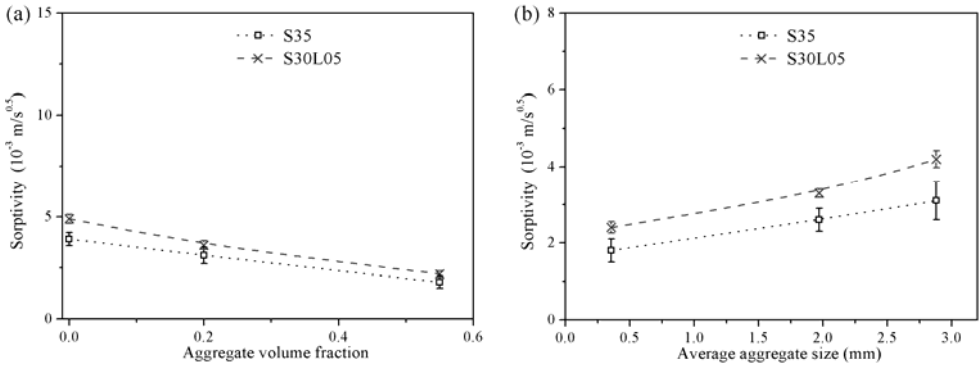 (a)
S35
S30L05
15
10
5
0
Sorptivity (10⁻³ m/s⁰·⁵)
0.0 0.2 0.4 0.6
Aggregate volume fraction
(b)
S35
S30L05
8
6
4
2
0
Sorptivity (10⁻³ m/s⁰·⁵)
0.0 0.5 1.0 1.5 2.0 2.5 3.0
Average aggregate size (mm)